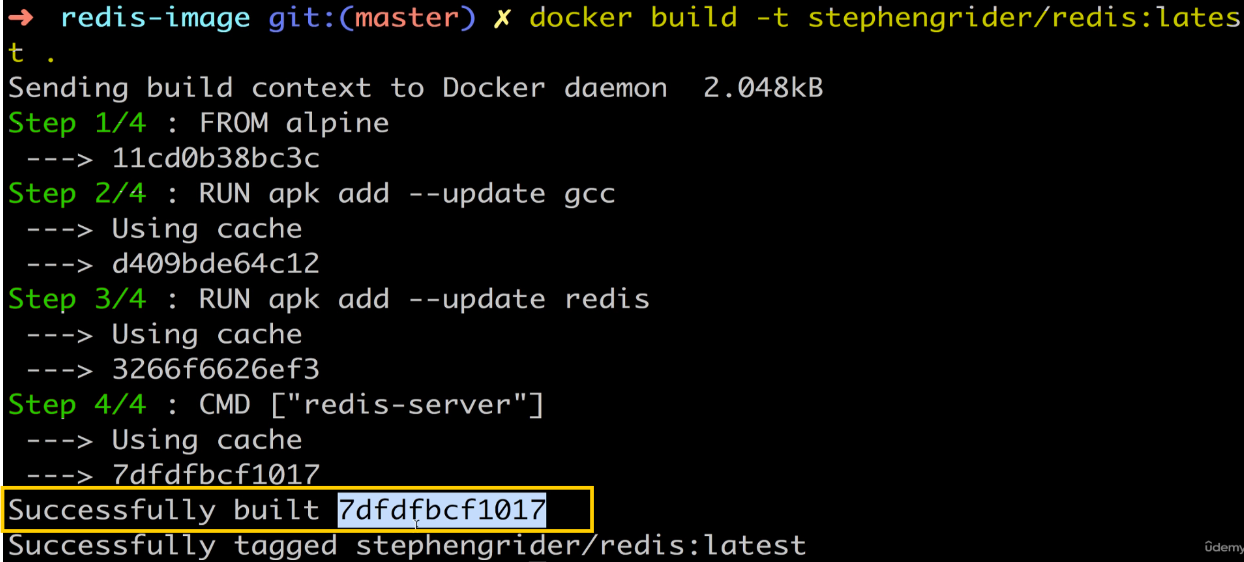 ➜ redis-image git:(master) ✗ docker build -t stephengrider/redis:lates
t .
Sending build context to Docker daemon  2.048kB
Step 1/4 : FROM alpine
 ---> 11cd0b38bc3c
Step 2/4 : RUN apk add --update gcc
 ---> Using cache
 ---> d409bde64c12
Step 3/4 : RUN apk add --update redis
 ---> Using cache
 ---> 3266f6626ef3
Step 4/4 : CMD ["redis-server"]
 ---> Using cache
 ---> 7dfdfbcf1017
Successfully built 7dfdfbcf1017
Successfully tagged stephengrider/redis:latest
ûdemy